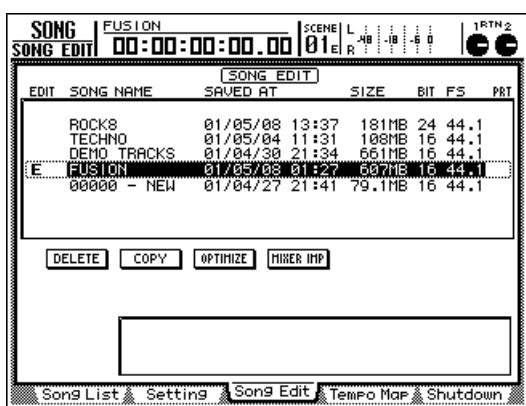 SONG FUSION SCENE L -48 -18 -6 0 1RTN2
SONG EDIT 00:00:00:00.00 01E R
SONG EDIT
EDIT SONG NAME SAVED AT SIZE BIT FS PRT
ROCK8 01/05/08 13:37 181MB 24 44.1
TECHNO 01/05/04 11:31 108MB 16 44.1
DEMO TRACKS 01/04/30 21:34 661MB 16 44.1
E FUSION 01/05/08 01:27 607MB 16 44.1
00000 - NEW 01/04/27 21:41 79.1MB 16 44.1
DELETE COPY OPTIMIZE MIXER IMP
Song List Setting Song Edit Tempo Map Shutdown